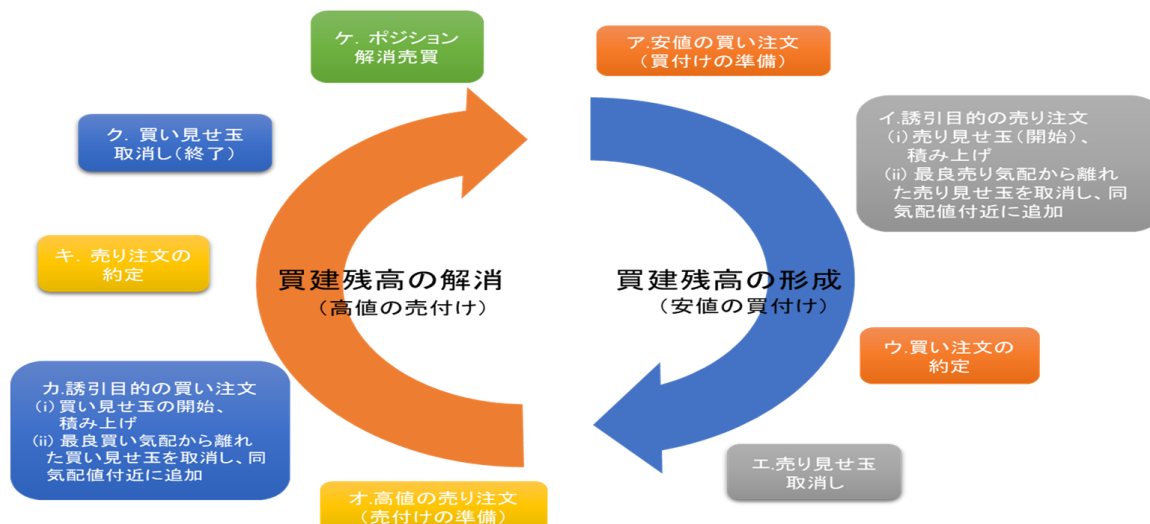 ア.安値の買い注文
(買付けの準備)
イ.誘引目的の売り注文
(ⅰ) 売り見せ玉(開始)、
積み上げ
(ⅱ) 最良売り気配から離れ
た売り見せ玉を取消し、同
気配値付近に追加
ウ.買い注文の
約定
エ.売り見せ玉
取消し
買建残高の形成
(安値の買付け)
オ.高値の売り注文
(売付けの準備)
カ.誘引目的の買い注文
(ⅰ) 買い見せ玉の開始、
積み上げ
(ⅱ) 最良買い気配から離れ
た買い見せ玉を取消し、同
気配値付近に追加
キ. 売り注文の
約定
ク. 買い見せ玉
取消し(終了)
ケ. ポジション
解消売買
買建残高の解消
(高値の売付け)